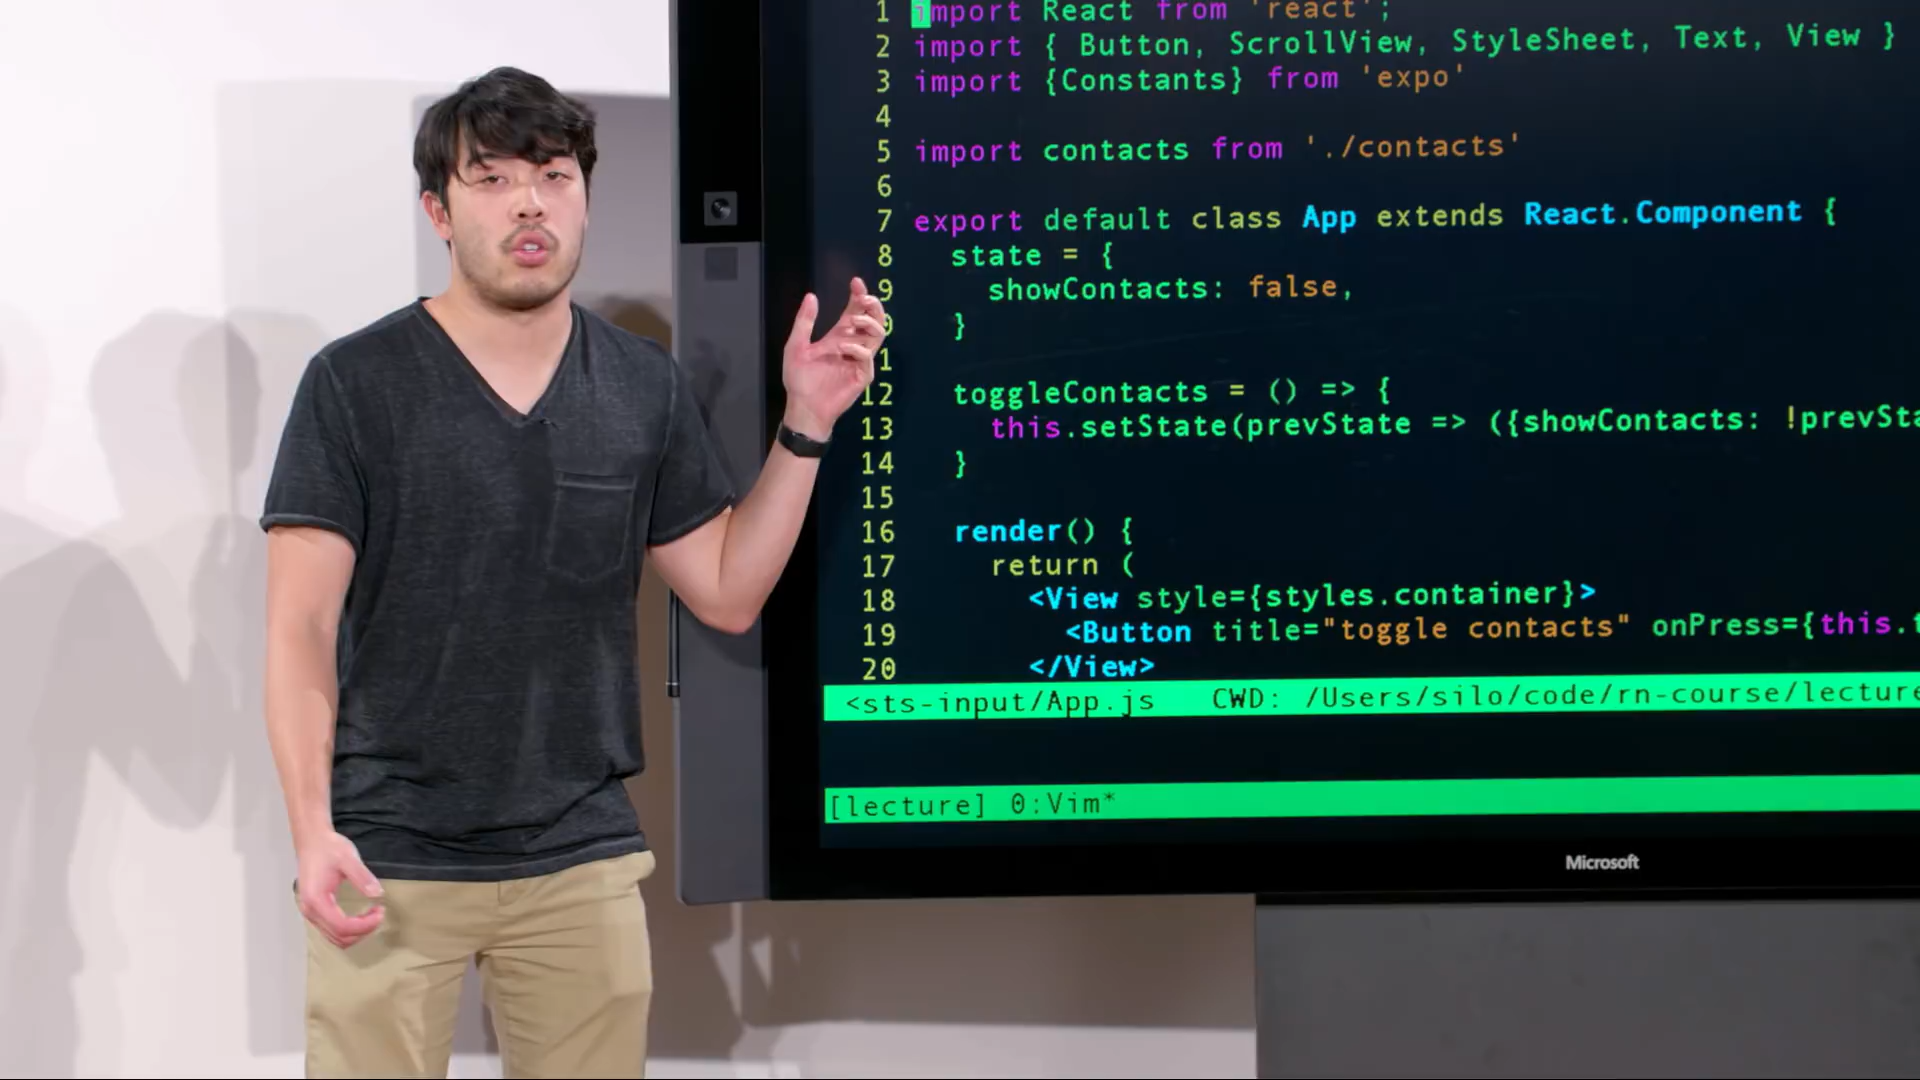 1 import React from 'react';
2 import { Button, ScrollView, StyleSheet, Text, View }
3 import {Constants} from 'expo'
4
5 import contacts from './contacts'
6
7 export default class App extends React.Component {
8 state = {
9 showContacts: false,
0 }
1
12 toggleContacts = () => {
13 this.setState(prevState => ({showContacts: !prevSta
14 }
15
16 render() {
17 return (
18 <View style={styles.container}>
19 <Button title="toggle contacts" onPress={this.t
20 </View>
<sts-input/App.js CWD: /Users/silo/code/rn-course/lecture
[lecture] 0:Vim*
Microsoft